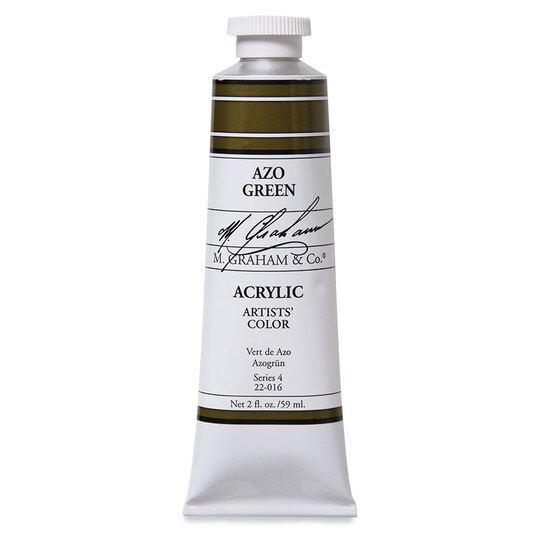 AZO
GREEN
M. Graham
M. GRAHAM & Co.®
ACRYLIC
ARTISTS'
COLOR
Vert de Azo
Azogrün
Series 4
22-016
Net 2 fl. oz./59 ml.